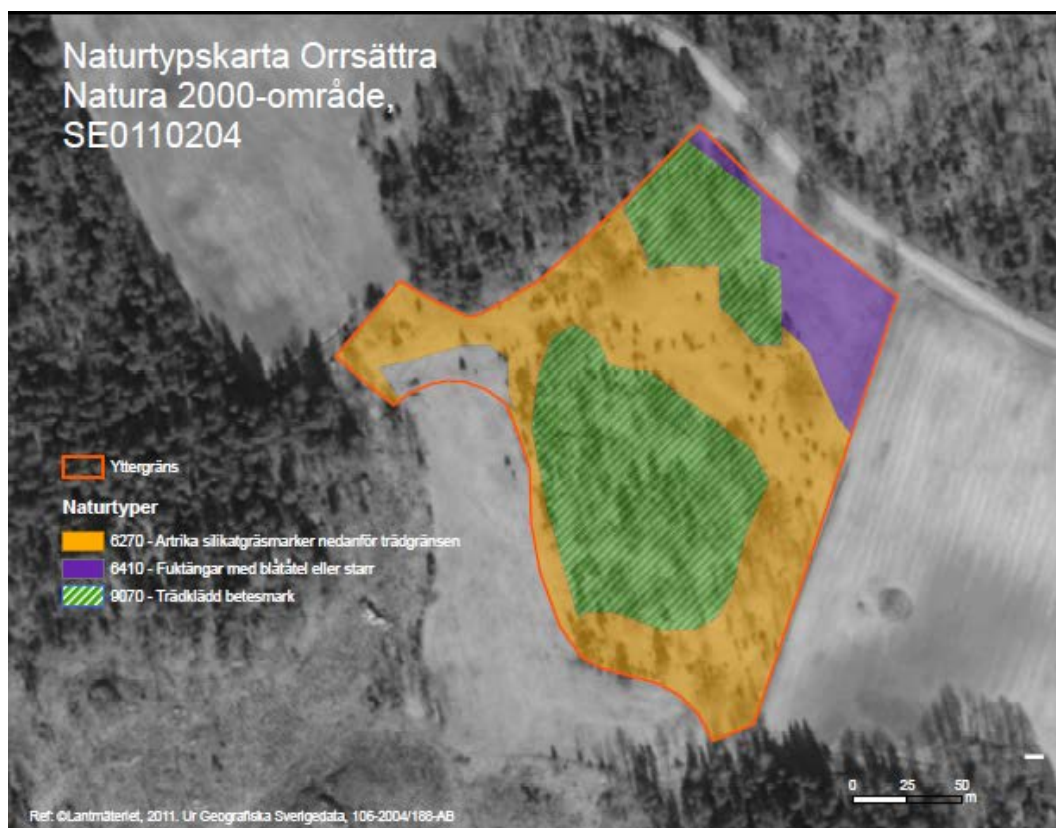 Naturtypskarta Orrsättra
Natura 2000-område,
SE0110204
Yttergräns
Naturtyper
6270 - Artrika silikatgräsmarker nedanför trädgränsen
6410 - Fuktängar med blåtåtel eller starr
9070 - Trädklädd betesmark
0 25 50
m
Ref: ©Lantmäteriet, 2011. Ur Geografiska Sverigedata, 106-2004/188-AB